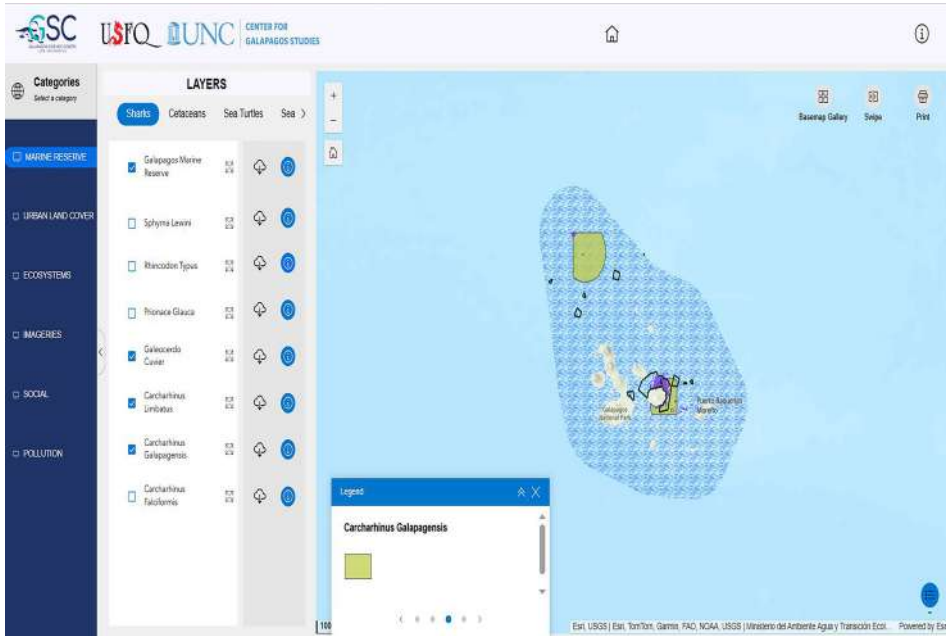 GSC
USFQ
UNC
CENTER FOR
GALAPAGOS STUDIES
Categories
Select a category
MARINE RESERVE
URBAN LAND COVER
ECOSYSTEMS
IMAGERIES
SOCIAL
POLLUTION
LAYERS
Sharks Cetaceans Sea Turtles Sea >
Galapagos Marine
Reserve
Sphyrna Lewini
Rhincodon Typus
Prionace Glauca
Galeocerdo
Cuvier
Carcharhinus
Limbatus
Carcharhinus
Galapagensis
Carcharhinus
Falciformis
+
−
Basemap Gallery Swipe Print
Galapagos
National Park
Puerto Baquerizo
Moreno
Legend
Carcharhinus Galapagensis
100
Esri, USGS | Esri, TomTom, Garmin, FAO, NOAA, USGS | Ministerio del Ambiente Agua y Transición Ecol... Powered by Esri